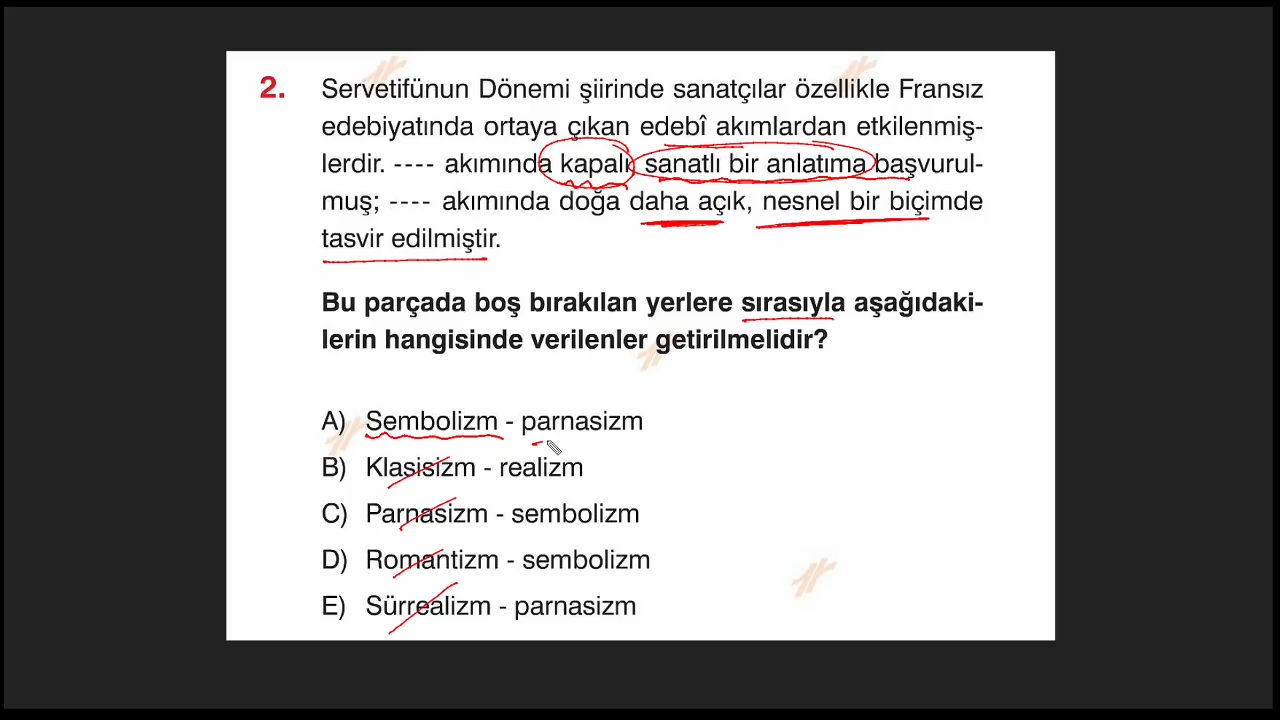 2. Servetifünun Dönemi şiirinde sanatçılar özellikle Fransız
edebiyatında ortaya çıkan edebî akımlardan etkilenmiş-
lerdir. ---- akımında kapalı sanatlı bir anlatıma başvurul-
muş; ---- akımında doğa daha açık, nesnel bir biçimde
tasvir edilmiştir.
Bu parçada boş bırakılan yerlere sırasıyla aşağıdaki-
lerin hangisinde verilenler getirilmelidir?
A) Sembolizm - parnasizm
B) Klasisizm - realizm
C) Parnasizm - sembolizm
D) Romantizm - sembolizm
E) Sürrealizm - parnasizm